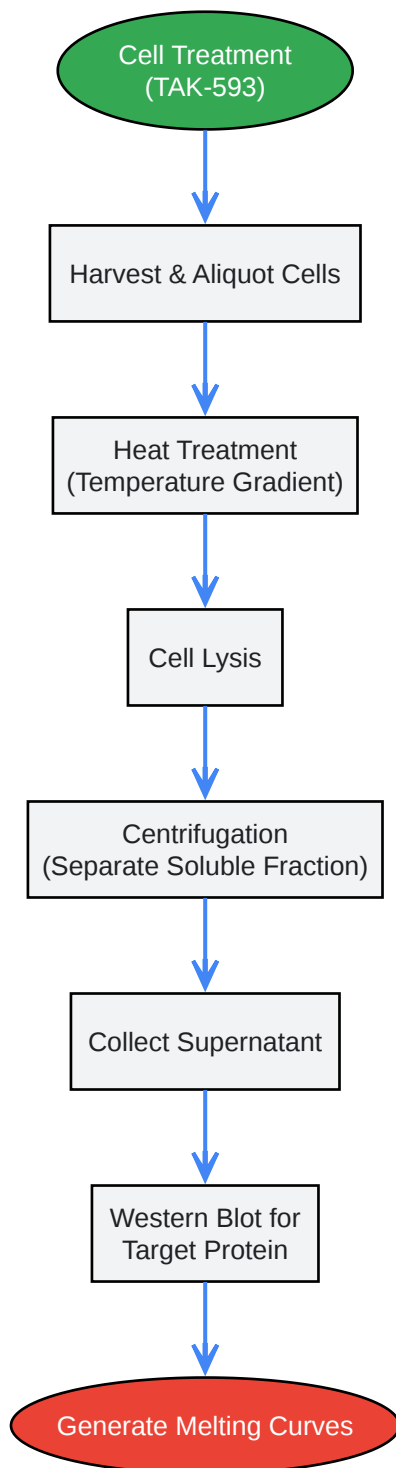 Cell Treatment
(TAK-593)
Harvest & Aliquot Cells
Heat Treatment
(Temperature Gradient)
Cell Lysis
Centrifugation
(Separate Soluble Fraction)
Collect Supernatant
Western Blot for
Target Protein
Generate Melting Curves